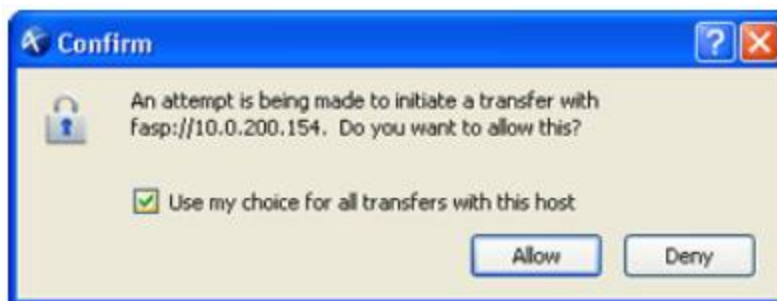 Confirm
?
An attempt is being made to initiate a transfer with
fasp://10.0.200.154. Do you want to allow this?
Use my choice for all transfers with this host
Allow
Deny